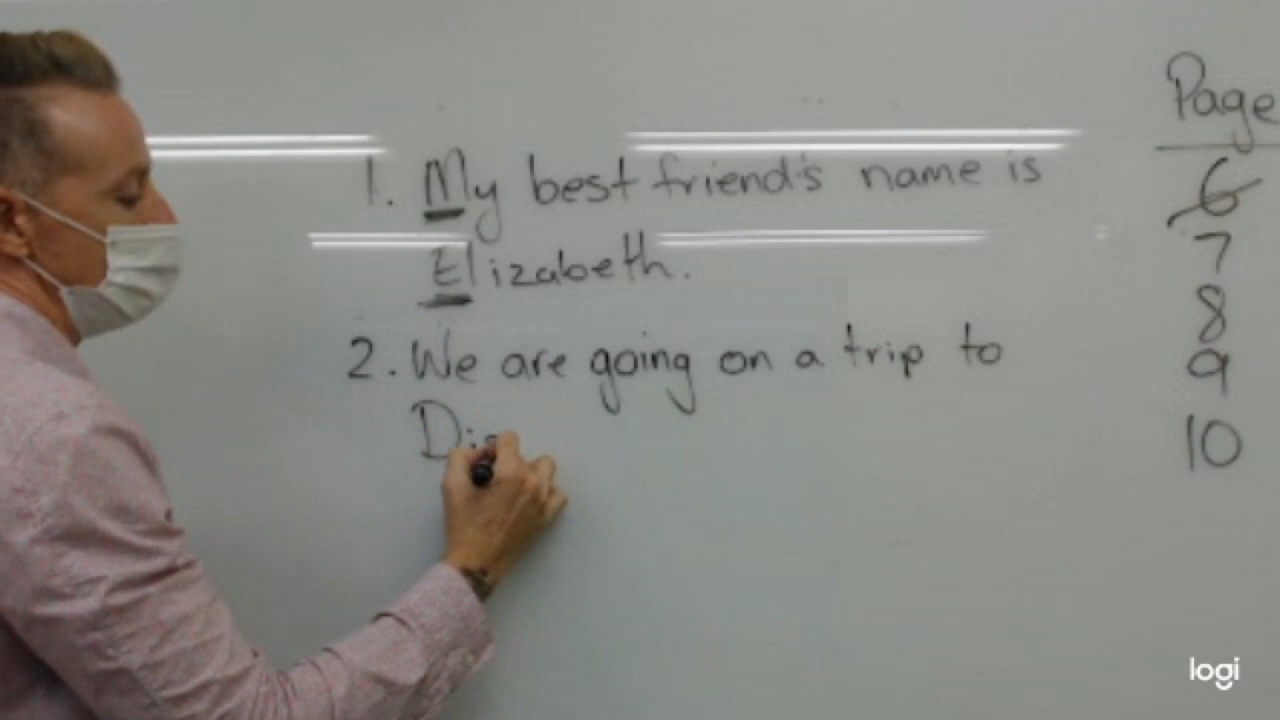 1. My best friend's name is
Elizabeth.
2. We are going on a trip to
Page
6
7
8
9
10
logi